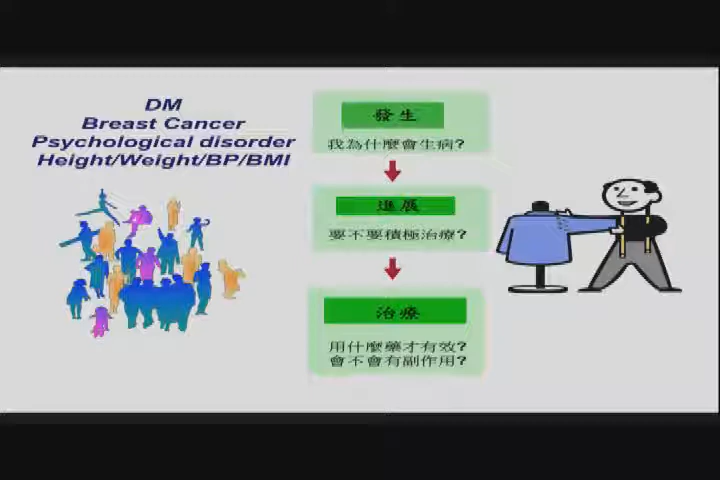 DM
Breast Cancer
Psychological disorder
Height/Weight/BP/BMI
發生
我為什麼會生病?
進展
要不要積極治療?
治療
用什麼藥才有效?
會不會有副作用?